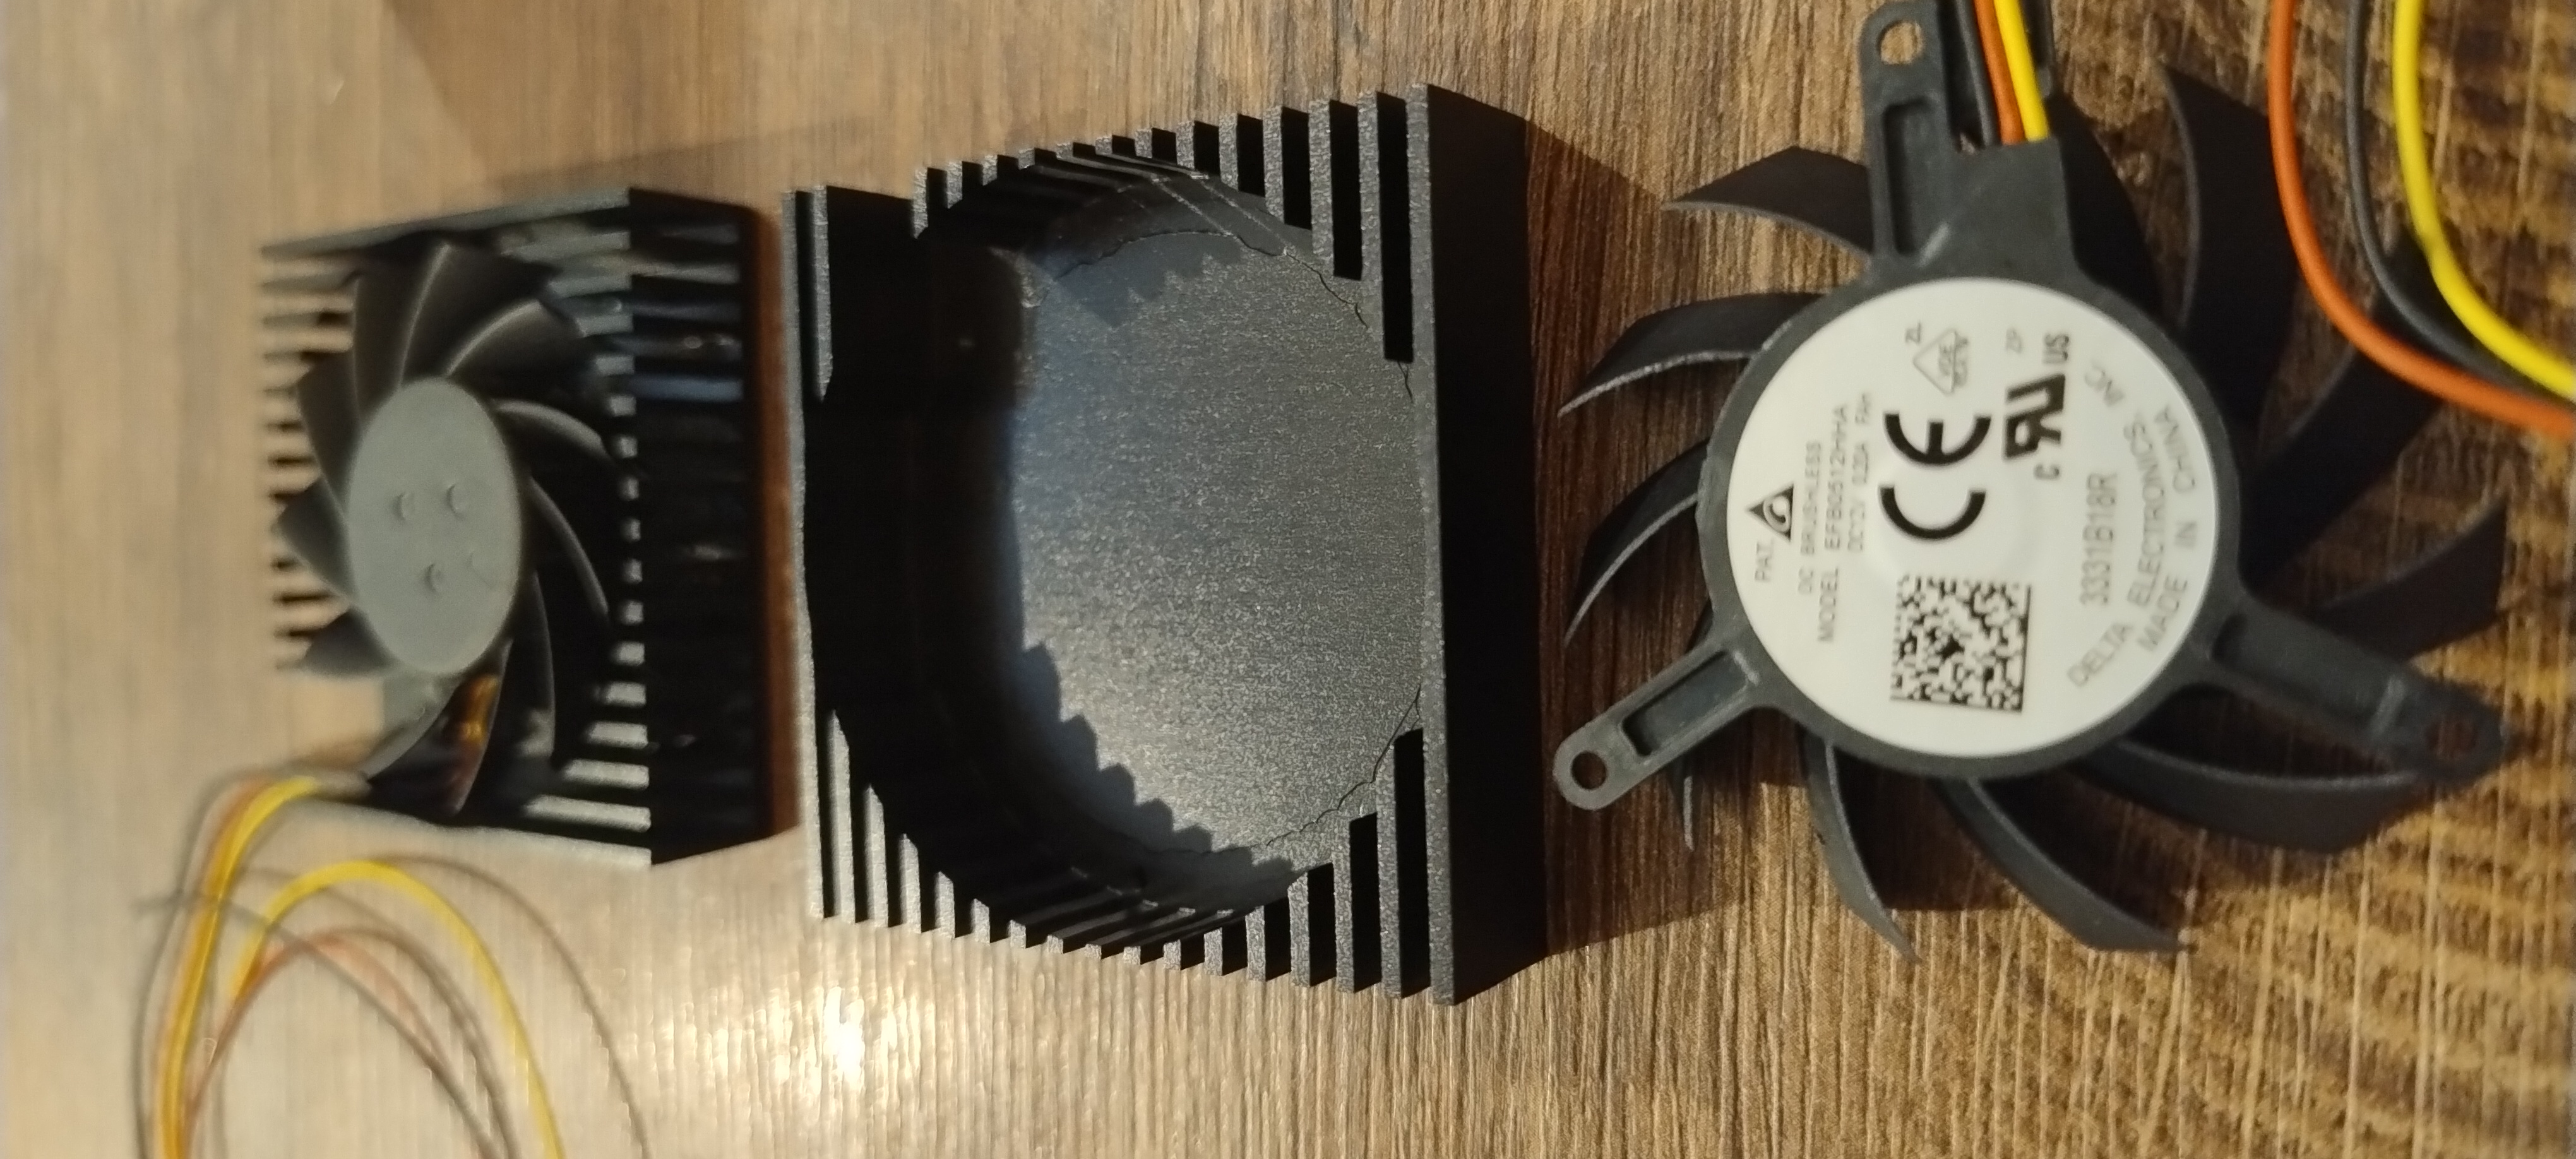 PAT.
DC BRUSHLESS
MODEL EFB0512HHA
DC12V 0.20A
CE
ZL
VDE
ZP
c RU US
3331B18R
DELTA ELECTRONICS, INC.
MADE IN CHINA